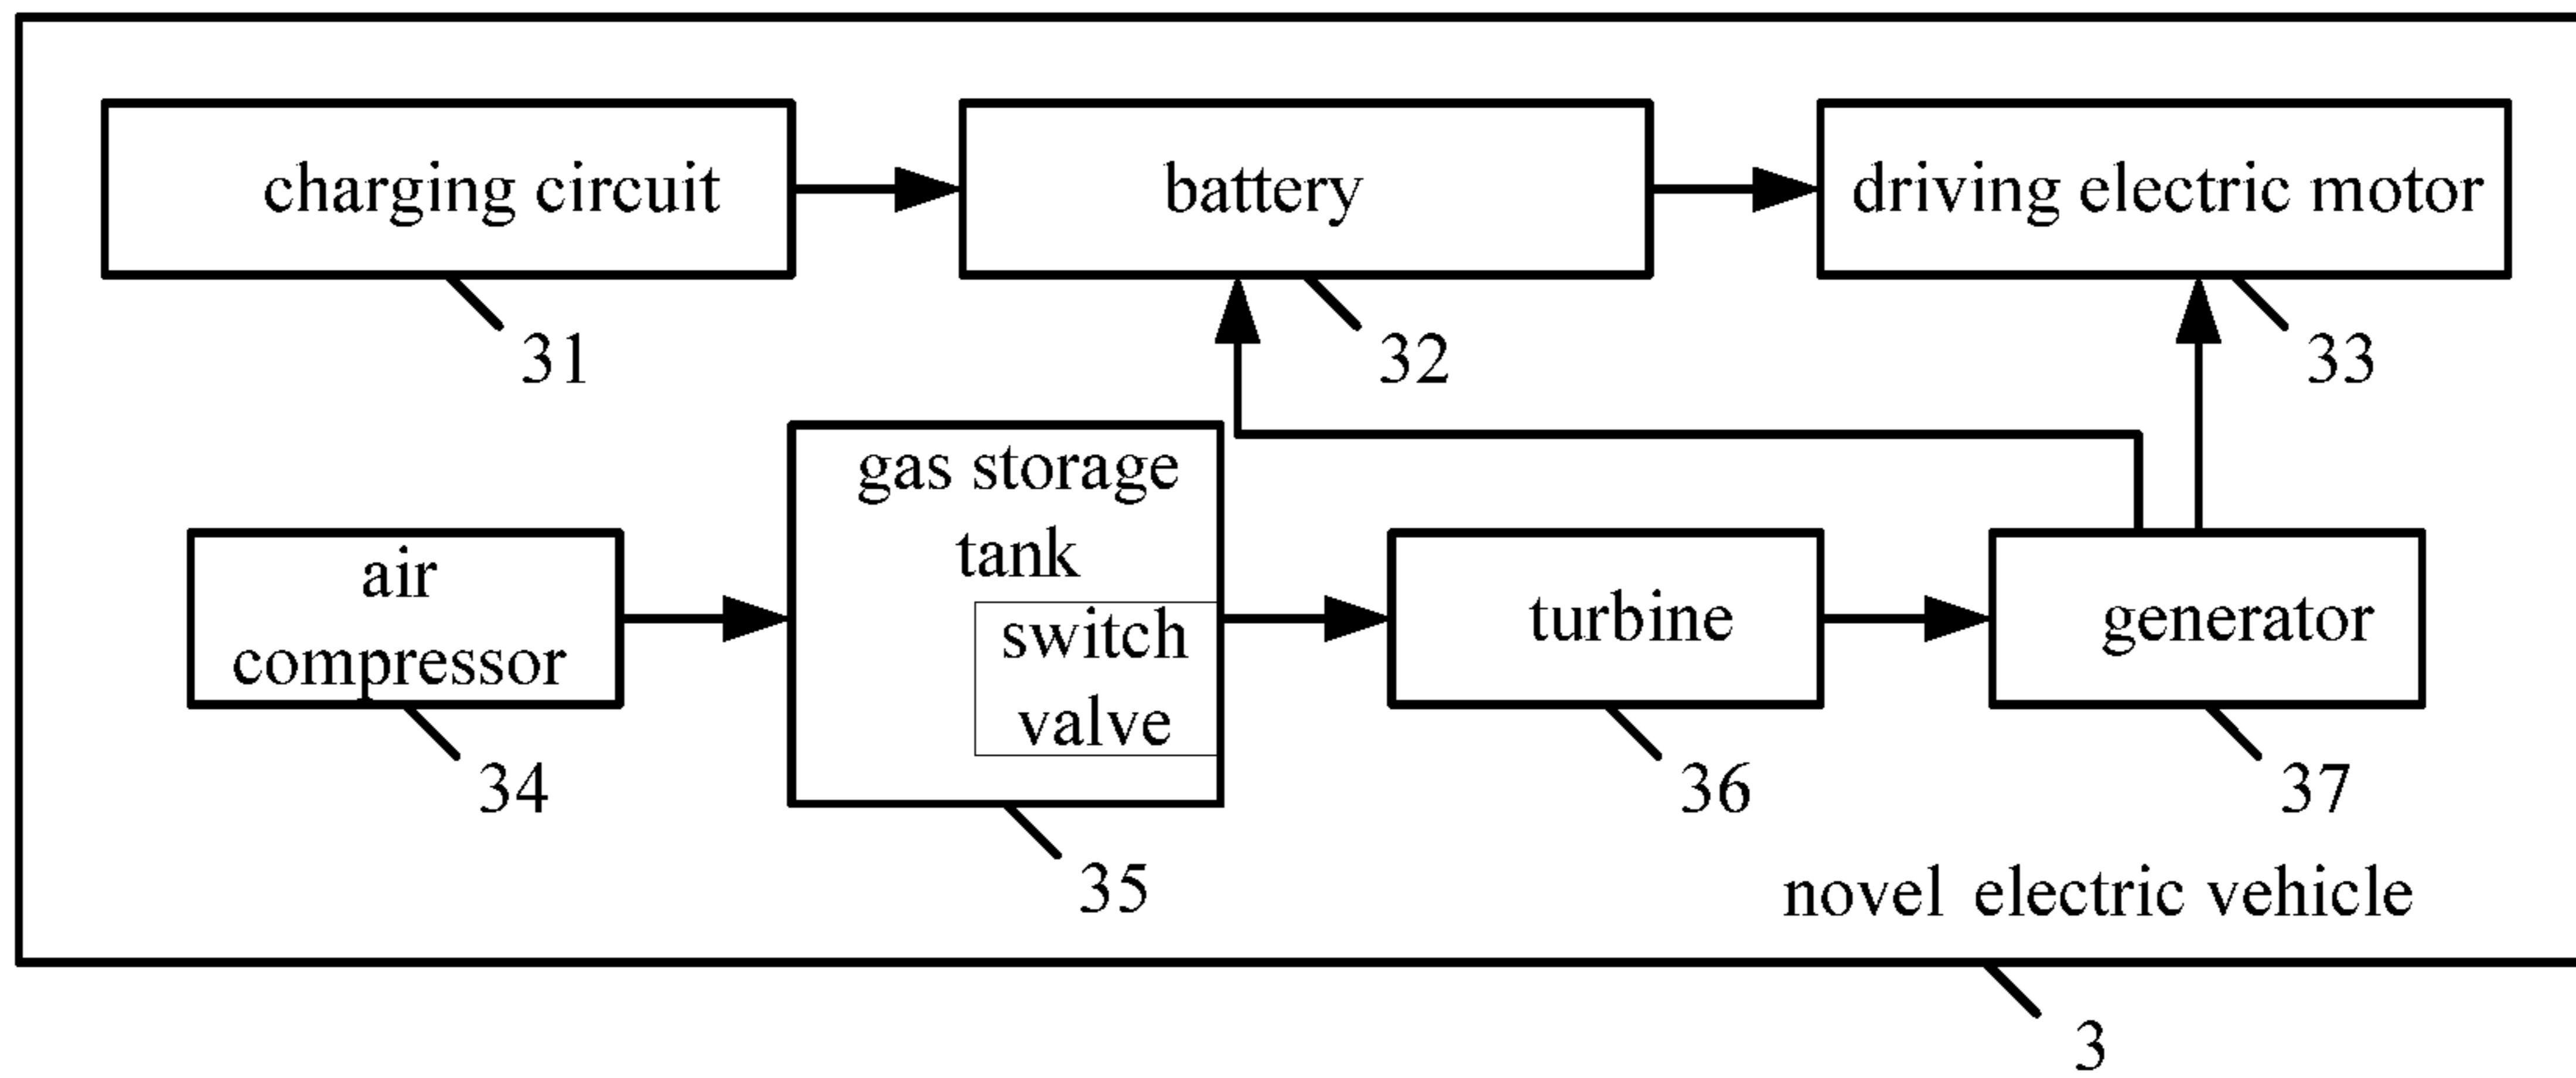 charging circuit
battery
driving electric motor
31
32
33
gas storage
tank
switch
valve
air
compressor
turbine
generator
34
35
36
37
novel electric vehicle
3